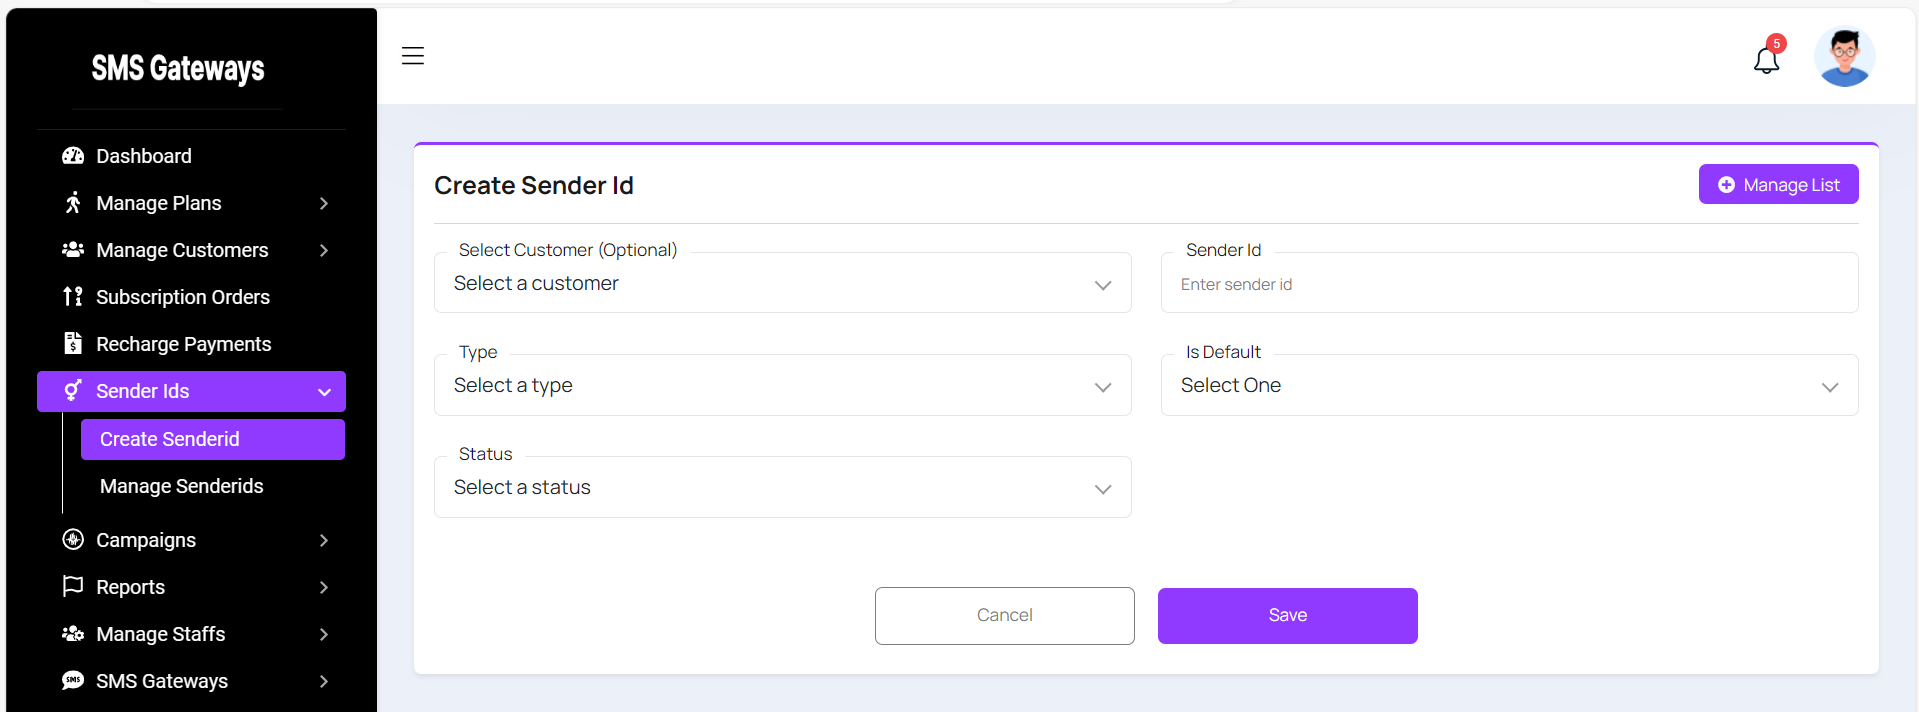 SMS Gateways
5
Dashboard
Manage Plans
Manage Customers
Subscription Orders
Recharge Payments
Sender Ids
Create Senderid
Manage Senderids
Campaigns
Reports
Manage Staffs
SMS
SMS Gateways
Create Sender Id
Manage List
Select Customer (Optional)
Select a customer
Sender Id
Enter sender id
Type
Select a type
Is Default
Select One
Status
Select a status
Cancel
Save